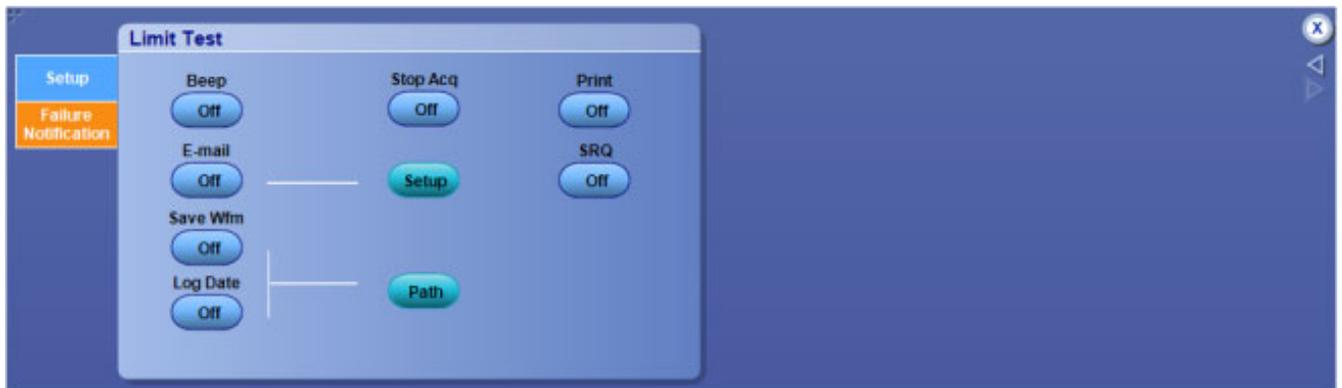 Limit Test
X
Setup
Failure
Notification
Beep
Stop Acq
Print
Off
Off
Off
E-mail
SRQ
Off
Setup
Off
Save Wfm
Off
Log Date
Path
Off